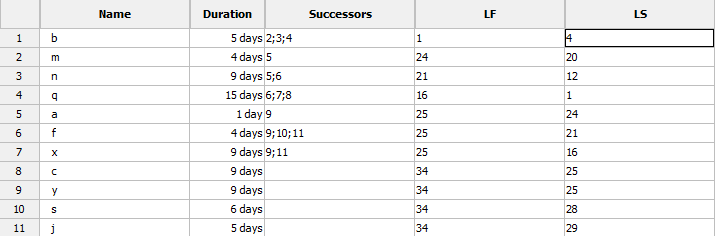 Name Duration Successors LF LS
1 b 5 days 2;3;4 1 4
2 m 4 days 5 24 20
3 n 9 days 5;6 21 12
4 q 15 days 6;7;8 16 1
5 a 1 day 9 25 24
6 f 4 days 9;10;11 25 21
7 x 9 days 9;11 25 16
8 c 9 days 34 25
9 y 9 days 34 25
10 s 6 days 34 28
11 j 5 days 34 29